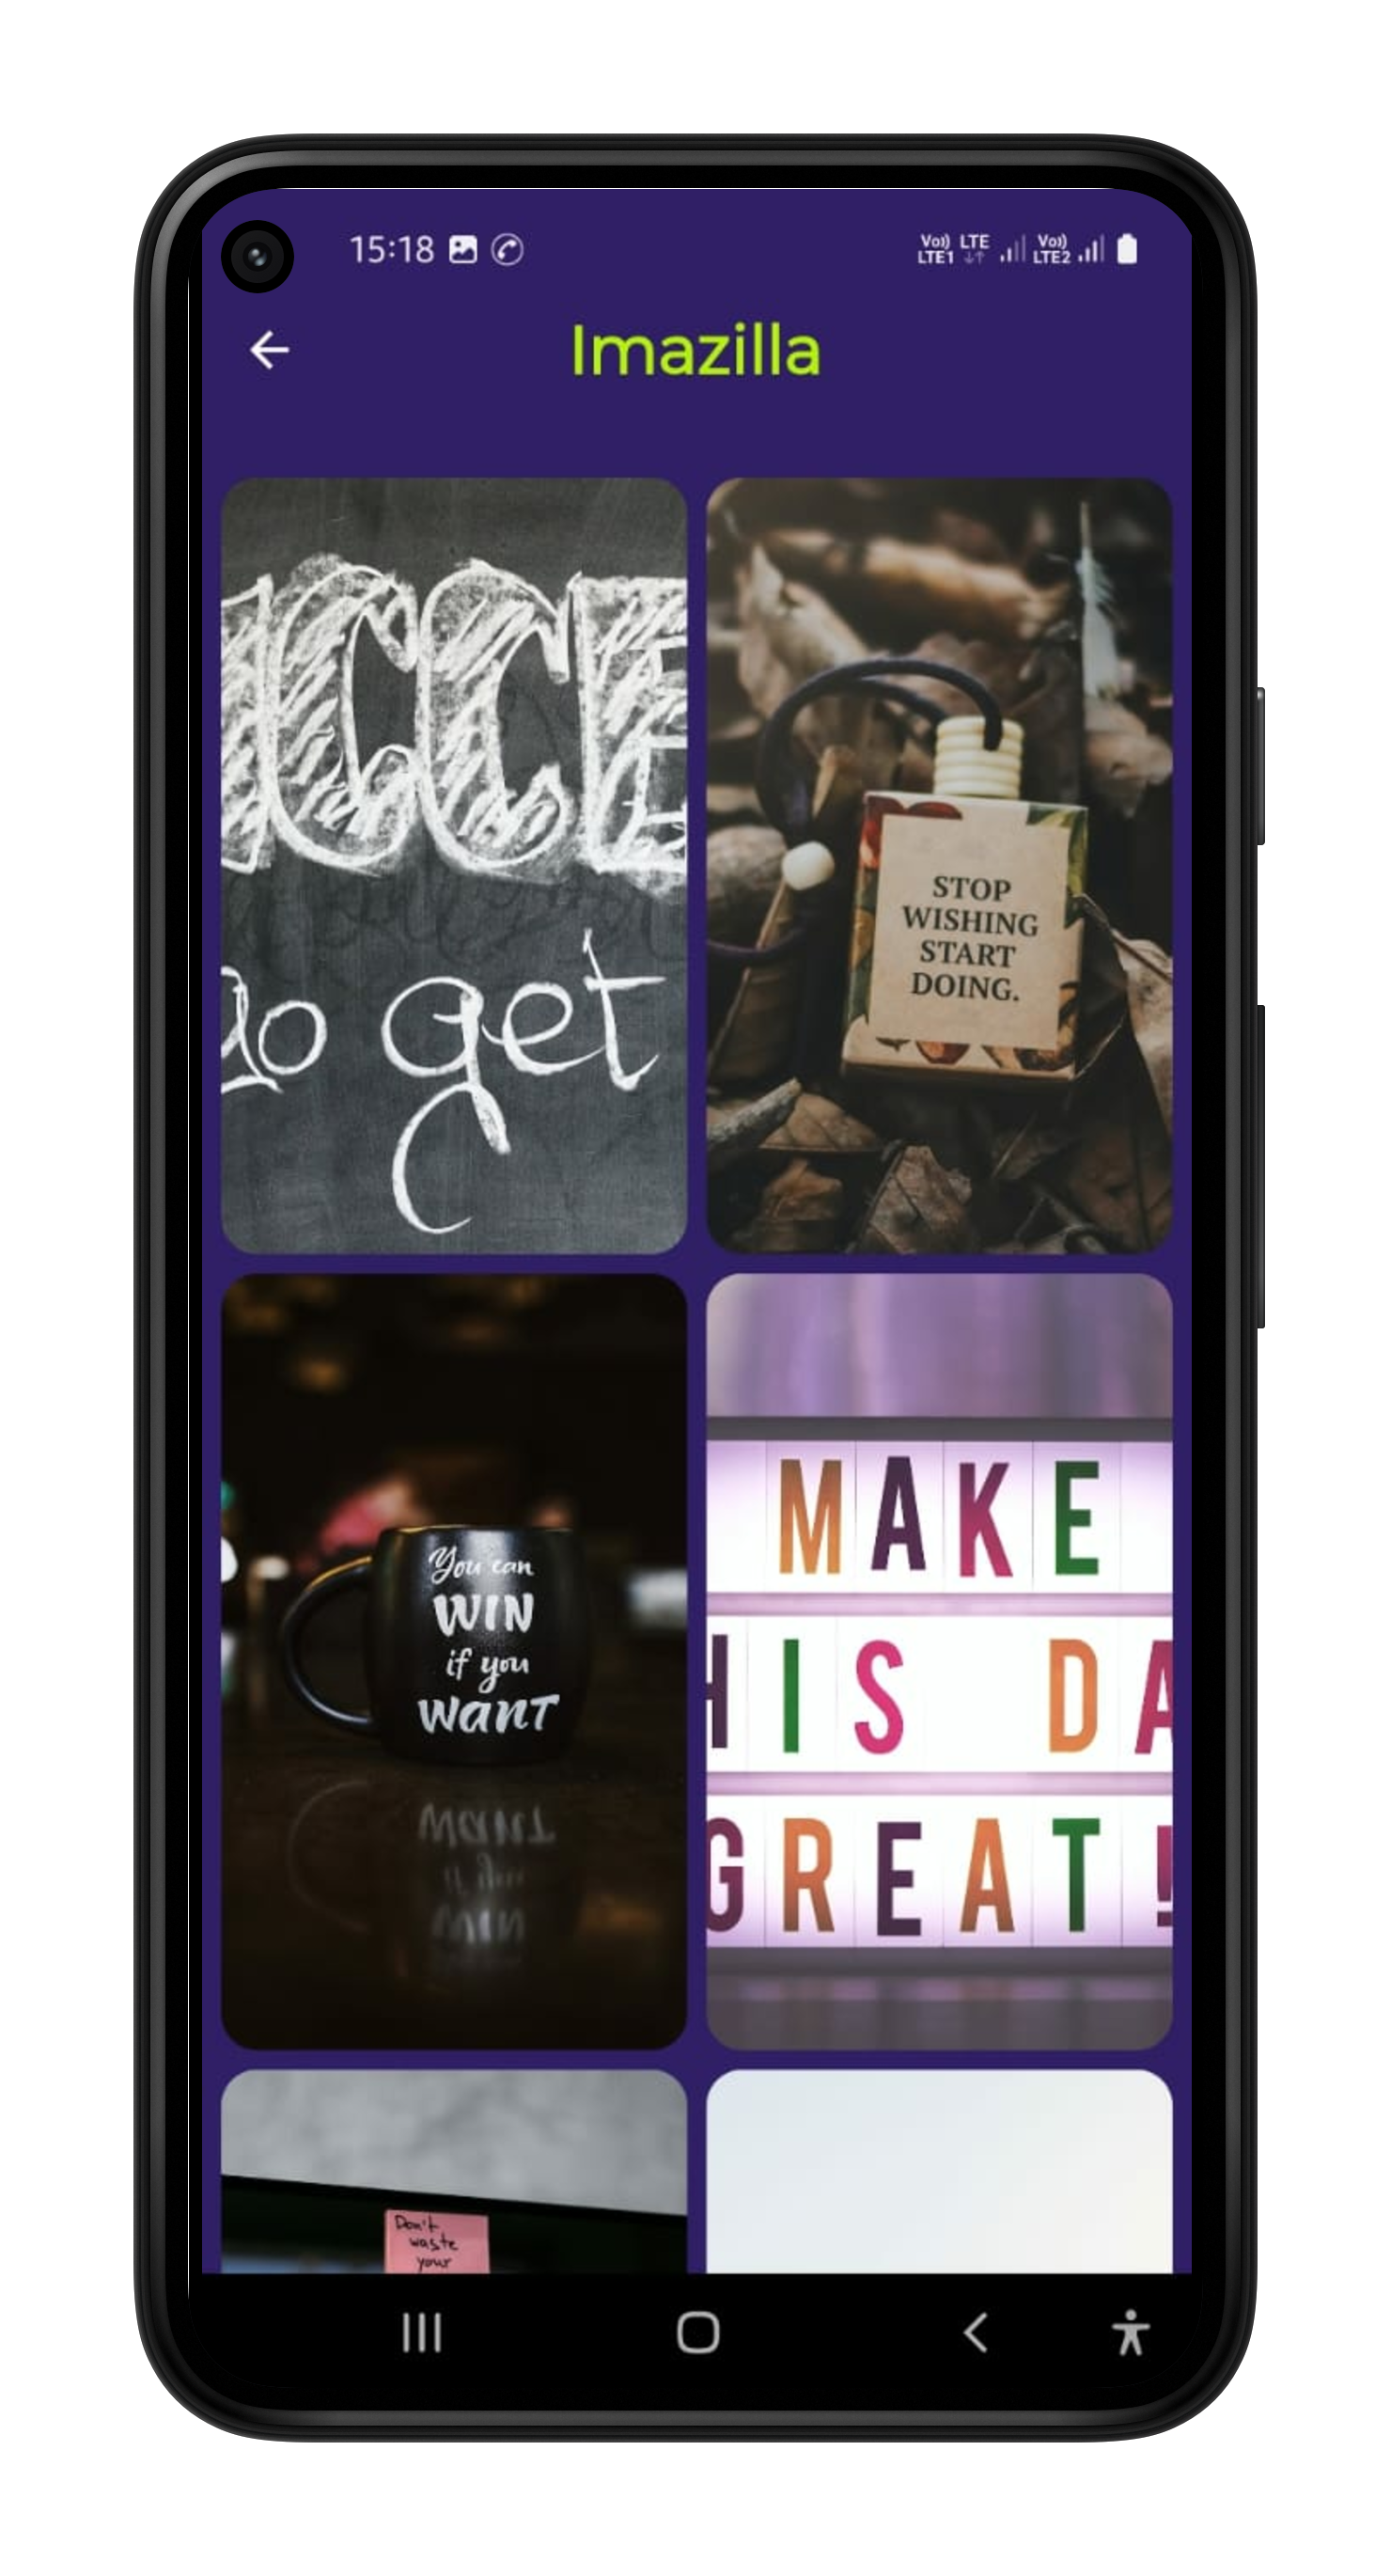 15:18
Vo)) LTE
LTE1
Vo))
LTE2
Imazilla
UCCE
go get
STOP
WISHING
START
DOING.
You can
WIN
if you
WANT
MAKE
HIS DA
GREAT!
Don't
waste
your